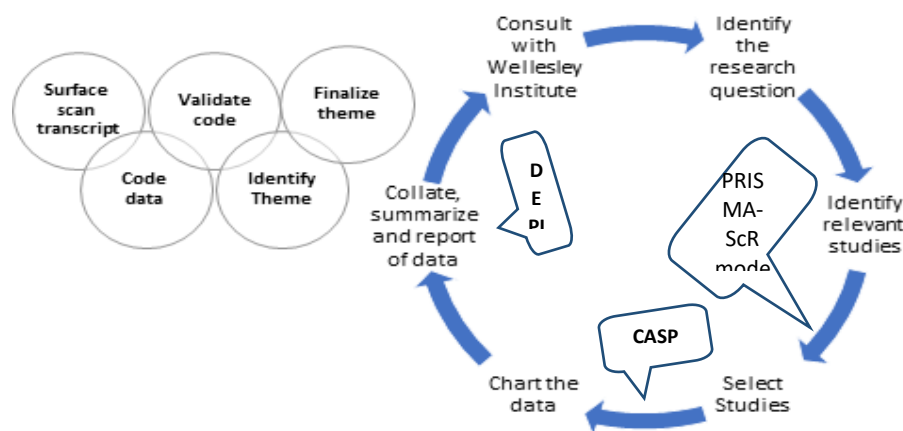 Surface
scan
transcript
Validate
code
Finalize
theme
Code
data
Identify
Theme
Consult
with
Wellesley
Institute
Identify
the
research
question
Identify
relevant
studies
Select
Studies
Chart the
data
Collate,
summarize
and report
of data
D
E
PRIS
MA-
ScR
mode
CASP